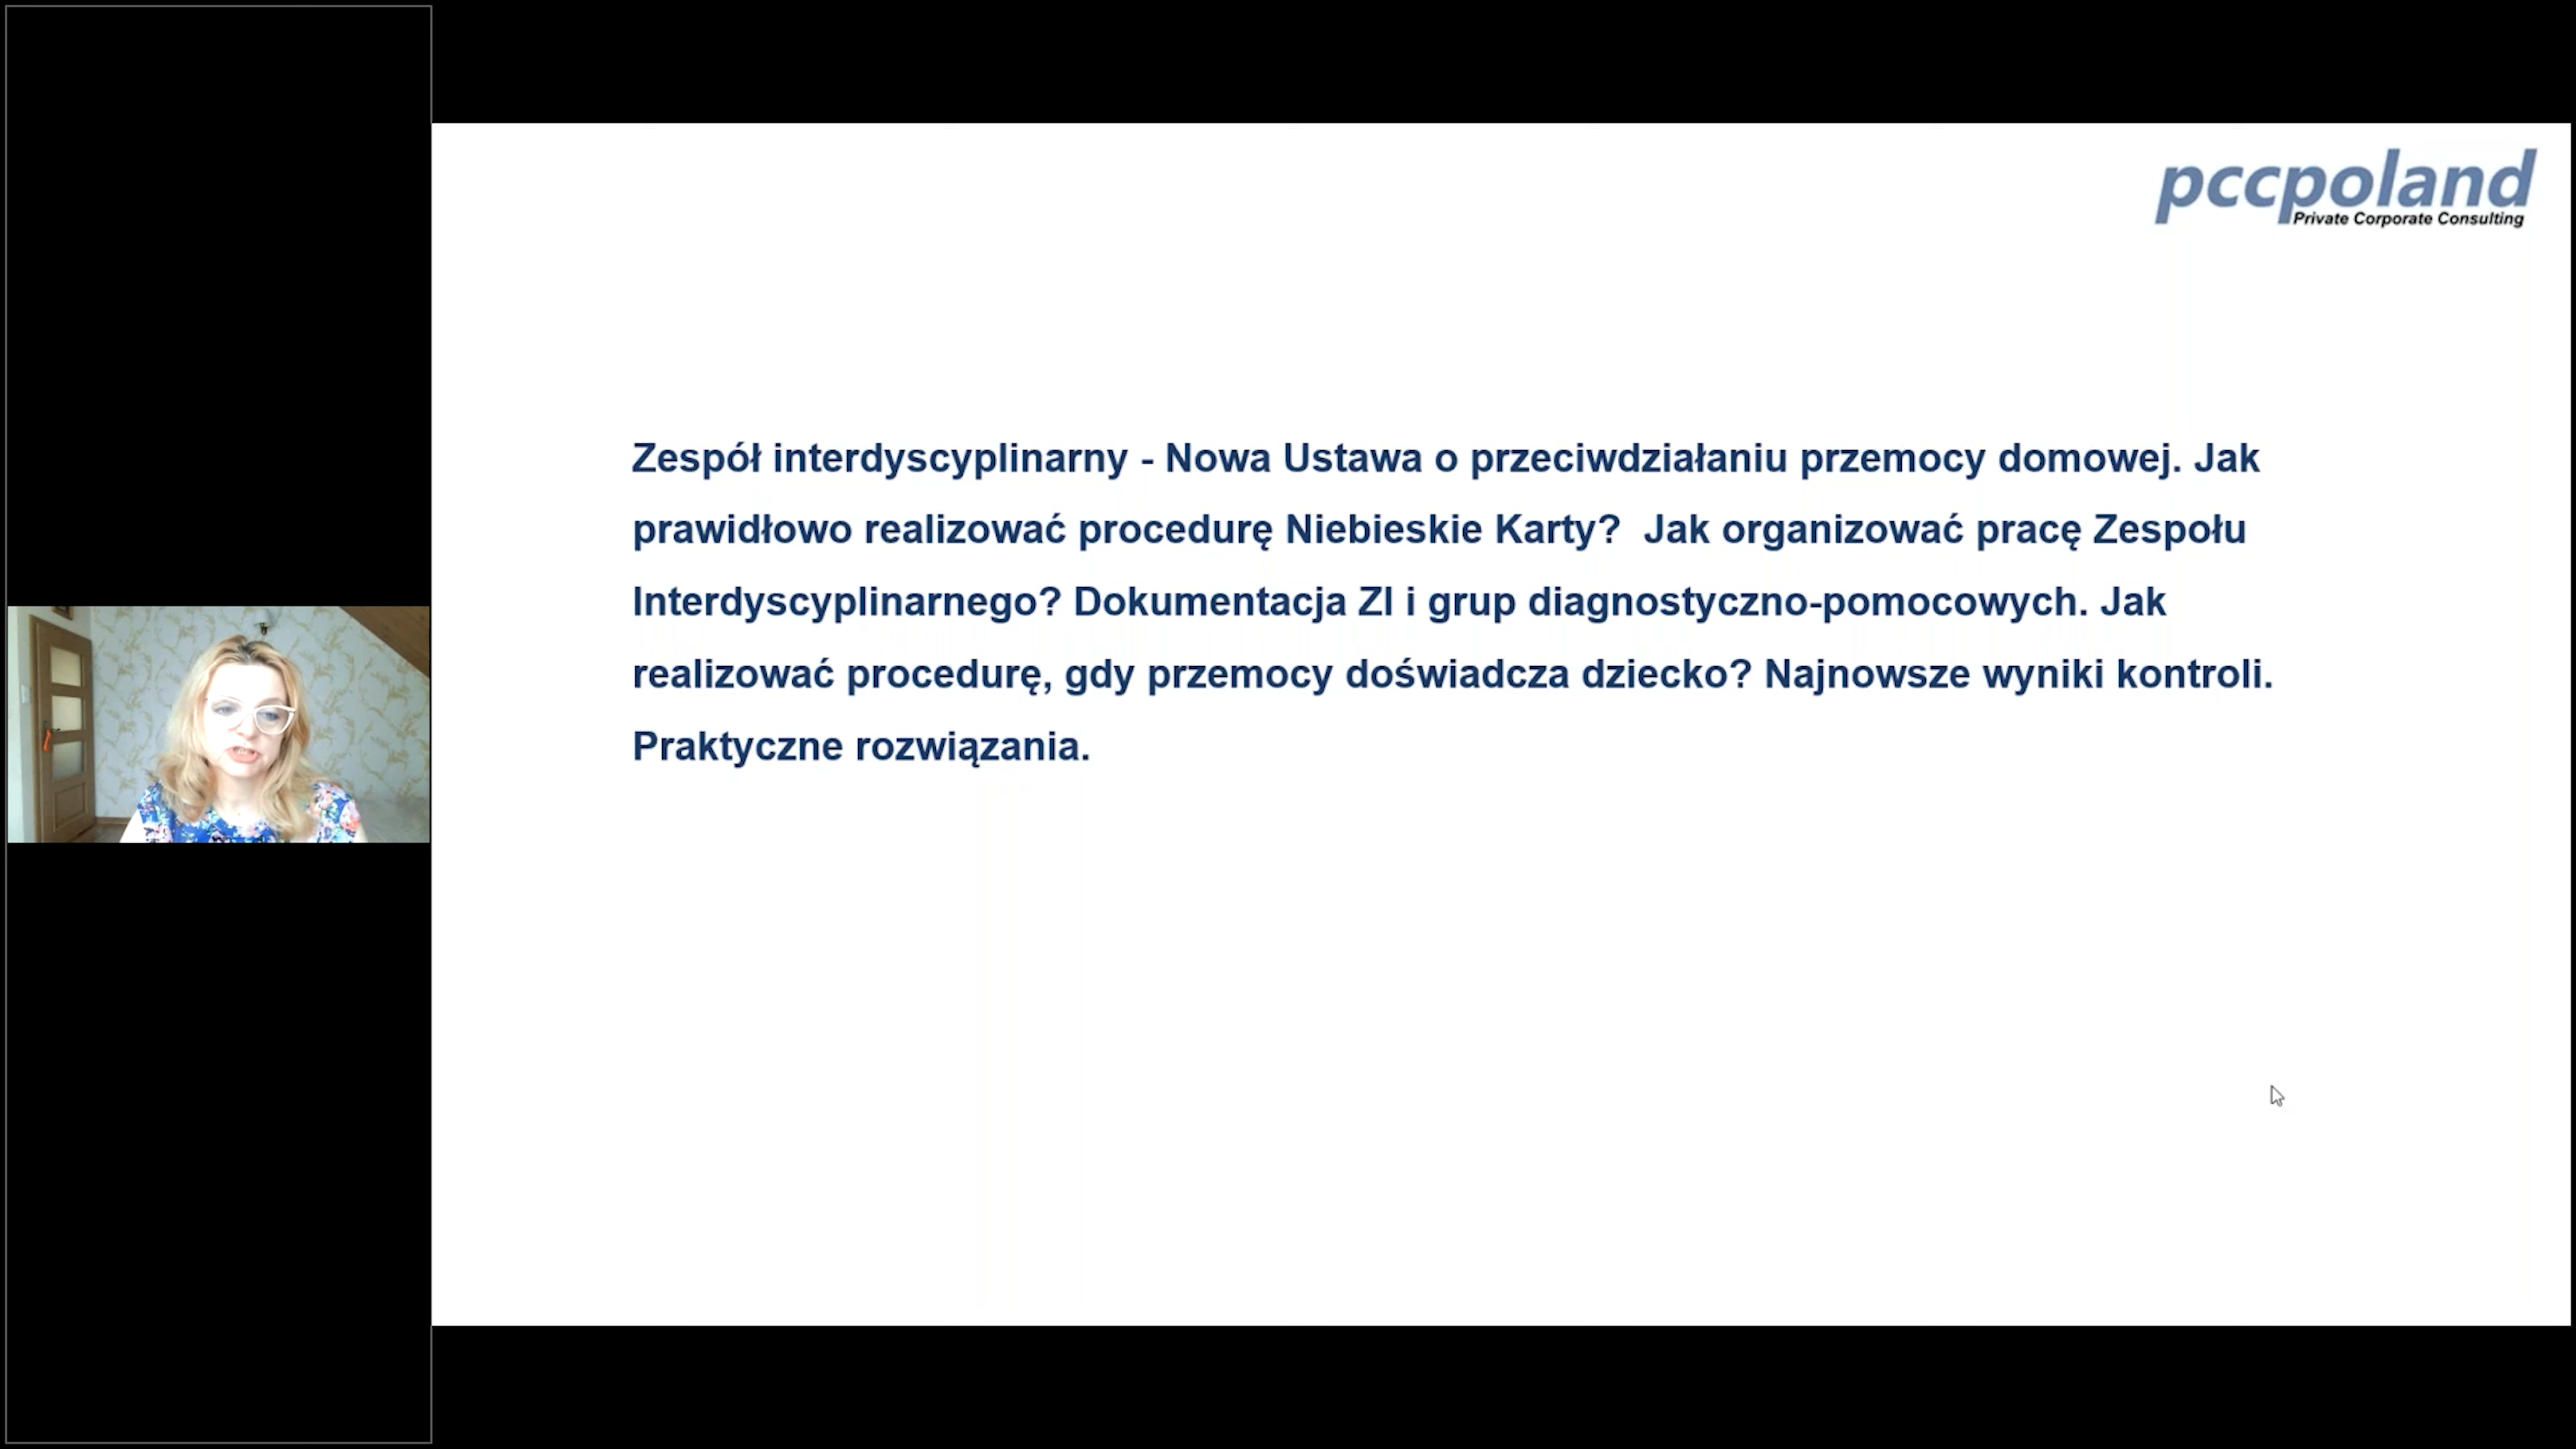 pccpoland
Private Corporate Consulting
Zespół interdyscyplinarny - Nowa Ustawa o przeciwdziałaniu przemocy domowej. Jak
prawidłowo realizować procedurę Niebieskie Karty?  Jak organizować pracę Zespołu
Interdyscyplinarnego? Dokumentacja ZI i grup diagnostyczno-pomocowych. Jak
realizować procedurę, gdy przemocy doświadcza dziecko? Najnowsze wyniki kontroli.
Praktyczne rozwiązania.